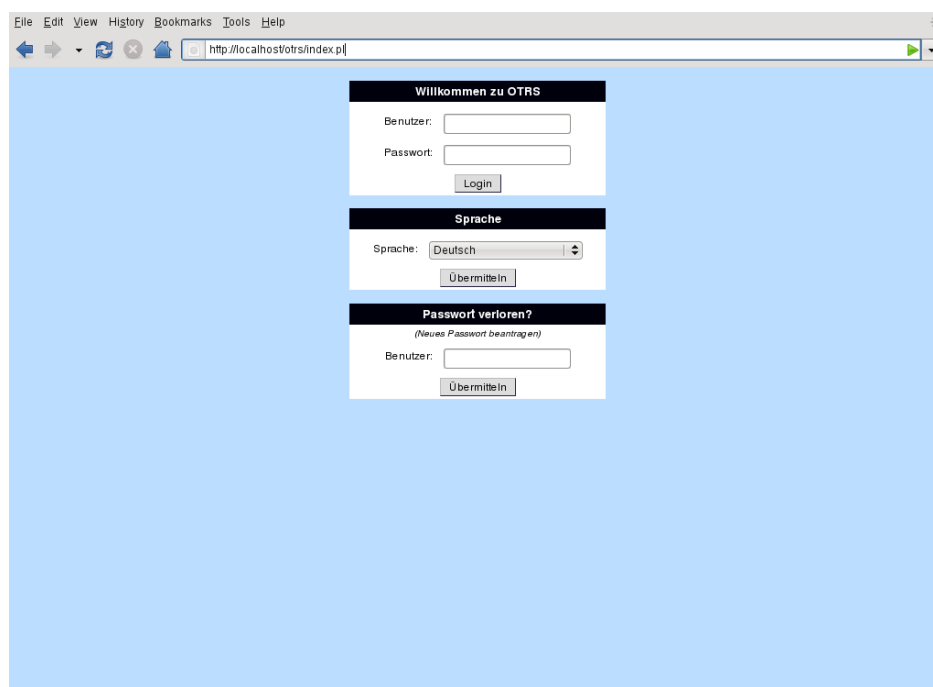 File Edit View History Bookmarks Tools Help
http://localhost/otrs/index.pl
Willkommen zu OTRS
Benutzer:
Passwort:
Login
Sprache
Sprache: Deutsch
Übermitteln
Passwort verloren?
(Neues Passwort beantragen)
Benutzer:
Übermitteln